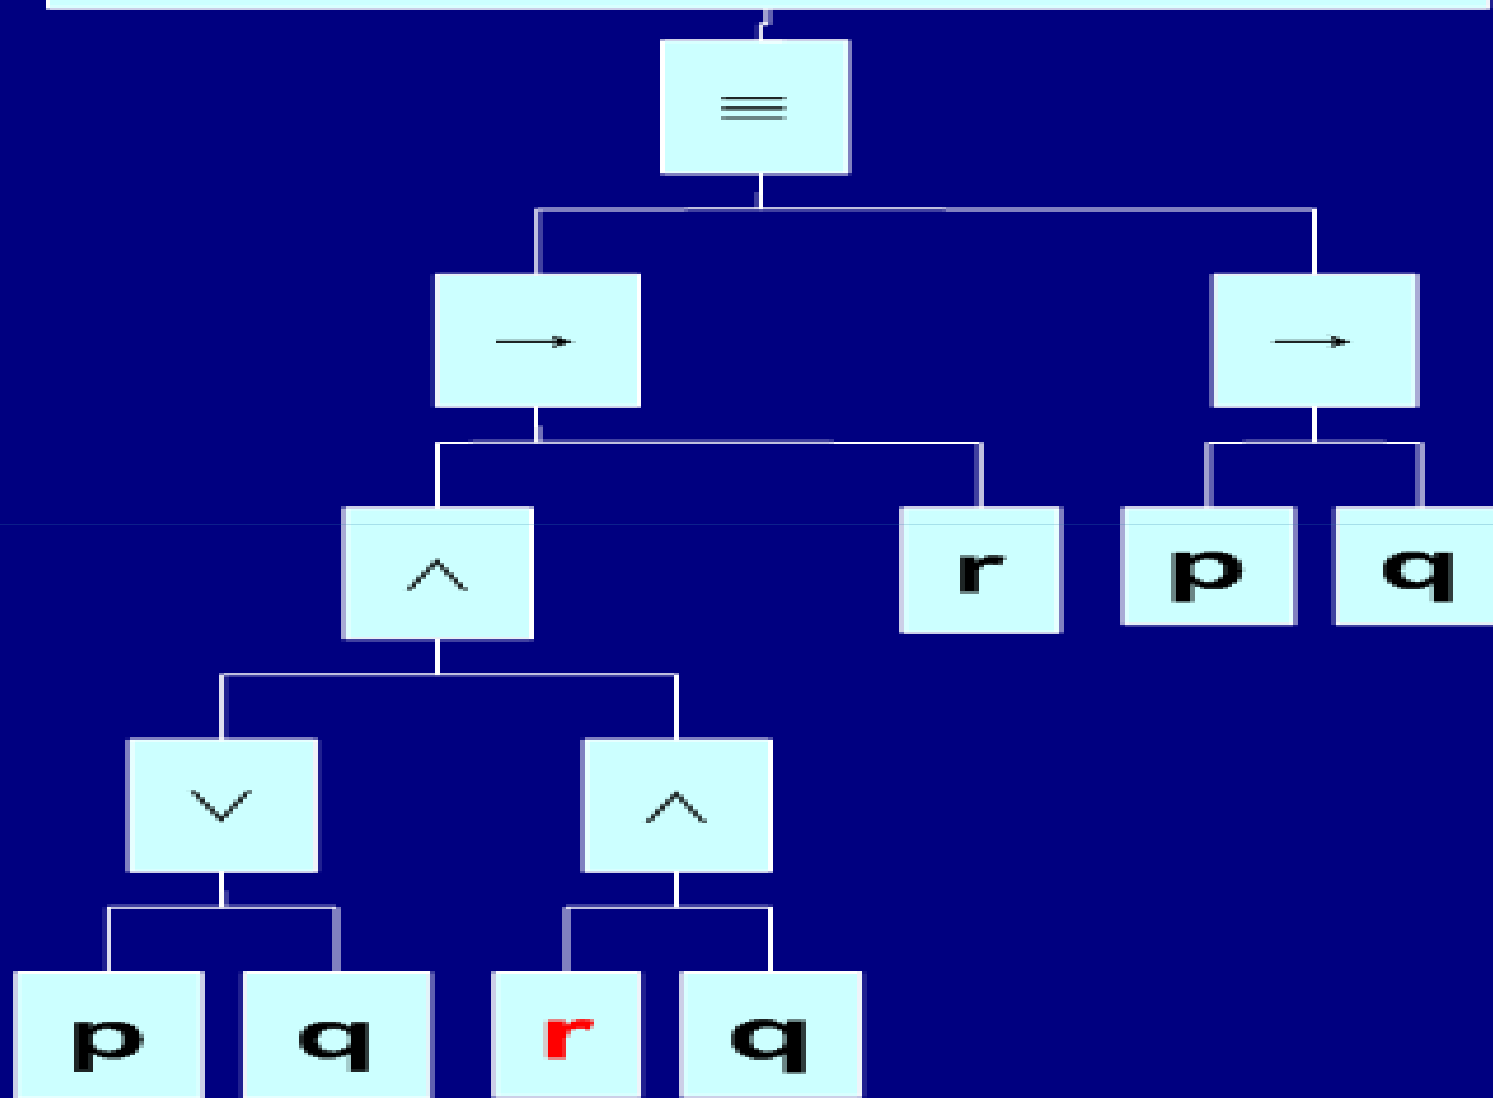 ≡
→ →
∧ r p q
∨ ∧
p q r q